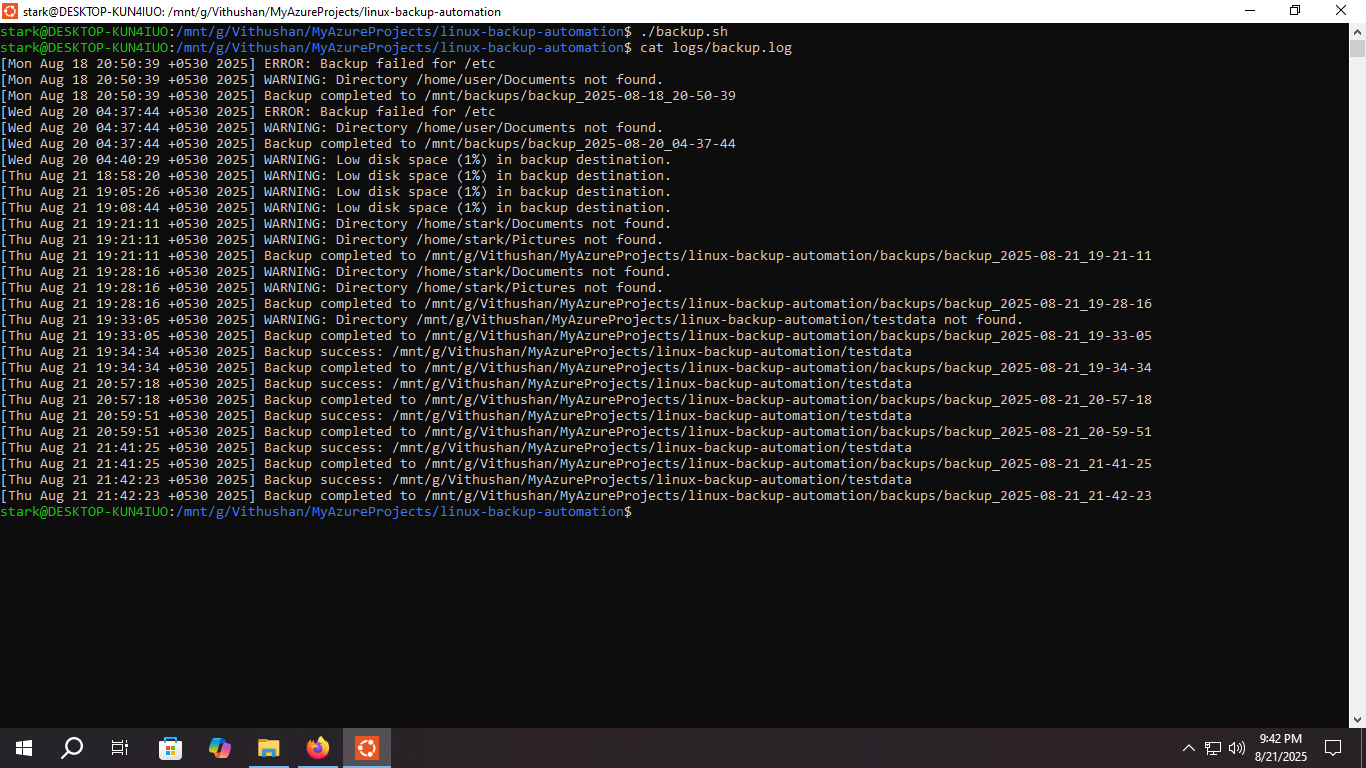 stark@DESKTOP-KUN4IUO: /mnt/g/Vithushan/MyAzureProjects/linux-backup-automation
stark@DESKTOP-KUN4IUO:/mnt/g/Vithushan/MyAzureProjects/linux-backup-automation$ ./backup.sh
stark@DESKTOP-KUN4IUO:/mnt/g/Vithushan/MyAzureProjects/linux-backup-automation$ cat logs/backup.log
[Mon Aug 18 20:50:39 +0530 2025] ERROR: Backup failed for /etc
[Mon Aug 18 20:50:39 +0530 2025] WARNING: Directory /home/user/Documents not found.
[Mon Aug 18 20:50:39 +0530 2025] Backup completed to /mnt/backups/backup_2025-08-18_20-50-39
[Wed Aug 20 04:37:44 +0530 2025] ERROR: Backup failed for /etc
[Wed Aug 20 04:37:44 +0530 2025] WARNING: Directory /home/user/Documents not found.
[Wed Aug 20 04:37:44 +0530 2025] Backup completed to /mnt/backups/backup_2025-08-20_04-37-44
[Wed Aug 20 04:40:29 +0530 2025] WARNING: Low disk space (1%) in backup destination.
[Thu Aug 21 18:58:20 +0530 2025] WARNING: Low disk space (1%) in backup destination.
[Thu Aug 21 19:05:26 +0530 2025] WARNING: Low disk space (1%) in backup destination.
[Thu Aug 21 19:08:44 +0530 2025] WARNING: Low disk space (1%) in backup destination.
[Thu Aug 21 19:21:11 +0530 2025] WARNING: Directory /home/stark/Documents not found.
[Thu Aug 21 19:21:11 +0530 2025] WARNING: Directory /home/stark/Pictures not found.
[Thu Aug 21 19:21:11 +0530 2025] Backup completed to /mnt/g/Vithushan/MyAzureProjects/linux-backup-automation/backups/backup_2025-08-21_19-21-11
[Thu Aug 21 19:28:16 +0530 2025] WARNING: Directory /home/stark/Documents not found.
[Thu Aug 21 19:28:16 +0530 2025] WARNING: Directory /home/stark/Pictures not found.
[Thu Aug 21 19:28:16 +0530 2025] Backup completed to /mnt/g/Vithushan/MyAzureProjects/linux-backup-automation/backups/backup_2025-08-21_19-28-16
[Thu Aug 21 19:33:05 +0530 2025] WARNING: Directory /mnt/g/Vithushan/MyAzureProjects/linux-backup-automation/testdata not found.
[Thu Aug 21 19:33:05 +0530 2025] Backup completed to /mnt/g/Vithushan/MyAzureProjects/linux-backup-automation/backups/backup_2025-08-21_19-33-05
[Thu Aug 21 19:34:34 +0530 2025] Backup success: /mnt/g/Vithushan/MyAzureProjects/linux-backup-automation/testdata
[Thu Aug 21 19:34:34 +0530 2025] Backup completed to /mnt/g/Vithushan/MyAzureProjects/linux-backup-automation/backups/backup_2025-08-21_19-34-34
[Thu Aug 21 20:57:18 +0530 2025] Backup success: /mnt/g/Vithushan/MyAzureProjects/linux-backup-automation/testdata
[Thu Aug 21 20:57:18 +0530 2025] Backup completed to /mnt/g/Vithushan/MyAzureProjects/linux-backup-automation/backups/backup_2025-08-21_20-57-18
[Thu Aug 21 20:59:51 +0530 2025] Backup success: /mnt/g/Vithushan/MyAzureProjects/linux-backup-automation/testdata
[Thu Aug 21 20:59:51 +0530 2025] Backup completed to /mnt/g/Vithushan/MyAzureProjects/linux-backup-automation/backups/backup_2025-08-21_20-59-51
[Thu Aug 21 21:41:25 +0530 2025] Backup success: /mnt/g/Vithushan/MyAzureProjects/linux-backup-automation/testdata
[Thu Aug 21 21:41:25 +0530 2025] Backup completed to /mnt/g/Vithushan/MyAzureProjects/linux-backup-automation/backups/backup_2025-08-21_21-41-25
[Thu Aug 21 21:42:23 +0530 2025] Backup success: /mnt/g/Vithushan/MyAzureProjects/linux-backup-automation/testdata
[Thu Aug 21 21:42:23 +0530 2025] Backup completed to /mnt/g/Vithushan/MyAzureProjects/linux-backup-automation/backups/backup_2025-08-21_21-42-23
stark@DESKTOP-KUN4IUO:/mnt/g/Vithushan/MyAzureProjects/linux-backup-automation$
9:42 PM
8/21/2025